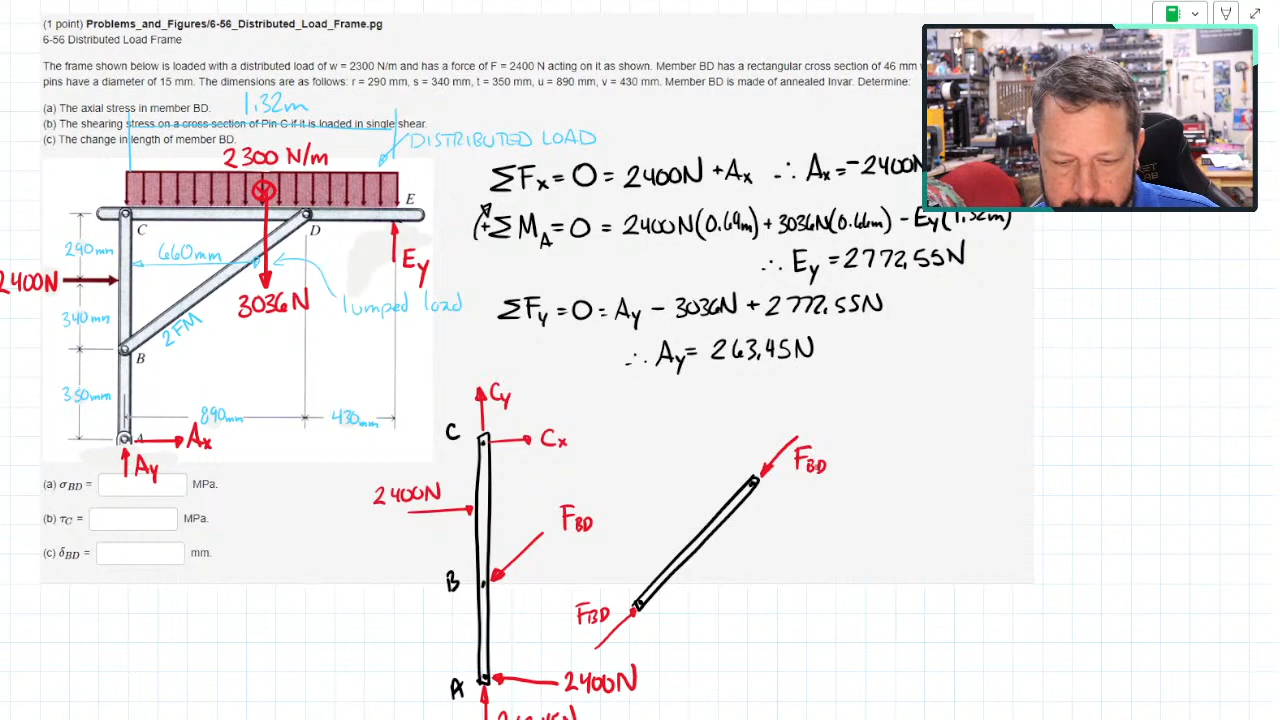 (1 point) Problems_and_Figures/6-56_Distributed_Load_Frame.pg
6-56 Distributed Load Frame
The frame shown below is loaded with a distributed load of w = 2300 N/m and has a force of F = 2400 N acting on it as shown. Member BD has a rectangular cross section of 46 mm
pins have a diameter of 15 mm. The dimensions are as follows: r = 290 mm, s = 340 mm, t = 350 mm, u = 890 mm, v = 430 mm. Member BD is made of annealed Invar. Determine:
(a) The axial stress in member BD.
1.32m
(b) The shearing stress on a cross section of Pin C if it is loaded in single shear.
(c) The change in length of member BD.
DISTRIBUTED LOAD
2300 N/m
E
C
D
290mm
660mm
Ey
2400N
3036N
lumped load
340mm
2FM
B
350mm
890mm
430mm
A
Ax
Ay
ΣFx = 0 = 2400N + Ax ∴ Ax = -2400N
(+ ΣMA = 0 = 2400N(0.69m) + 3036N(0.66m) - Ey(1.32m)
∴ Ey = 2772.55N
ΣFy = 0 = Ay - 3036N + 2772.55N
∴ Ay = 263.45N
(a) σBD = MPa.
(b) τC = MPa.
(c) δBD = mm.
Cy
C
Cx
2400N
FBD
B
A
2400N
FBD
FBD